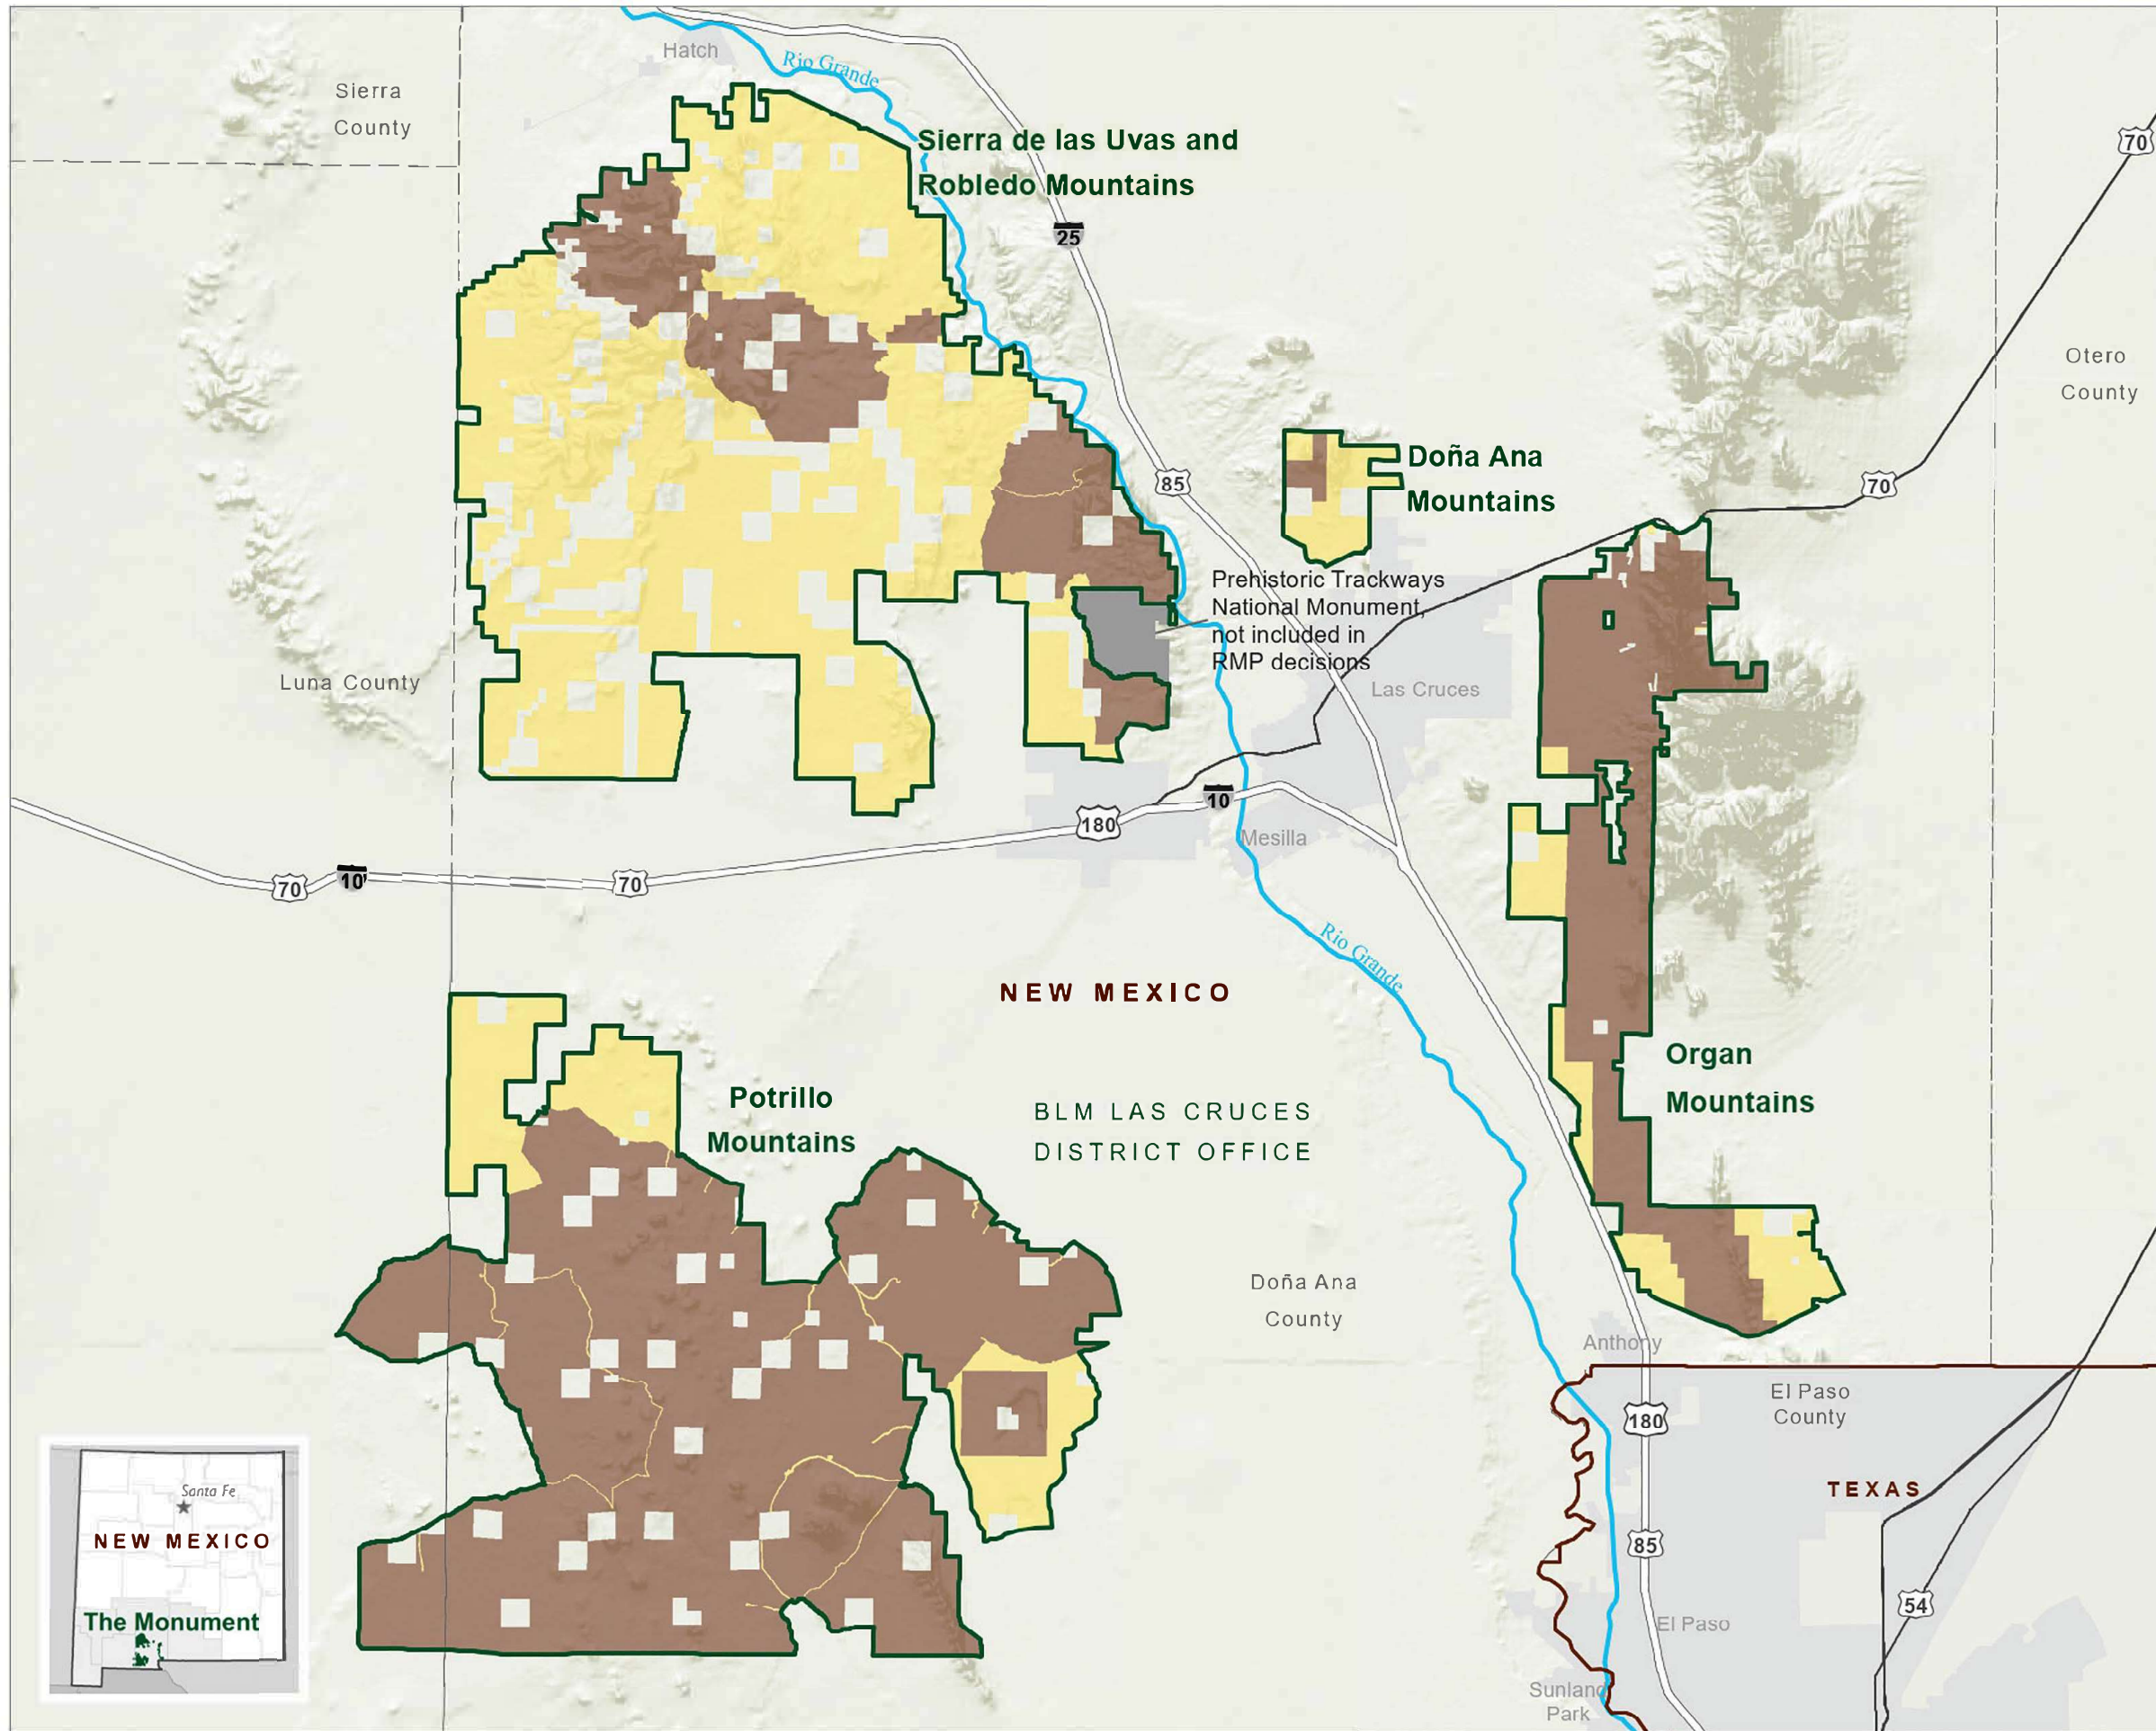 Hatch
Rio Grande
Sierra
County
Sierra de las Uvas and
Robledo Mountains
70
25
Otero
County
85
Doña Ana
Mountains
70
Prehistoric Trackways
National Monument,
not included in
RMP decisions
Luna County
Las Cruces
10
180
Mesilla
70
10
70
Rio Grande
NEW MEXICO
Organ
Mountains
Potrillo
Mountains
BLM LAS CRUCES
DISTRICT OFFICE
Doña Ana
County
Anthony
El Paso
County
180
TEXAS
Santa Fe
NEW MEXICO
The Monument
85
54
El Paso
Sunland
Park